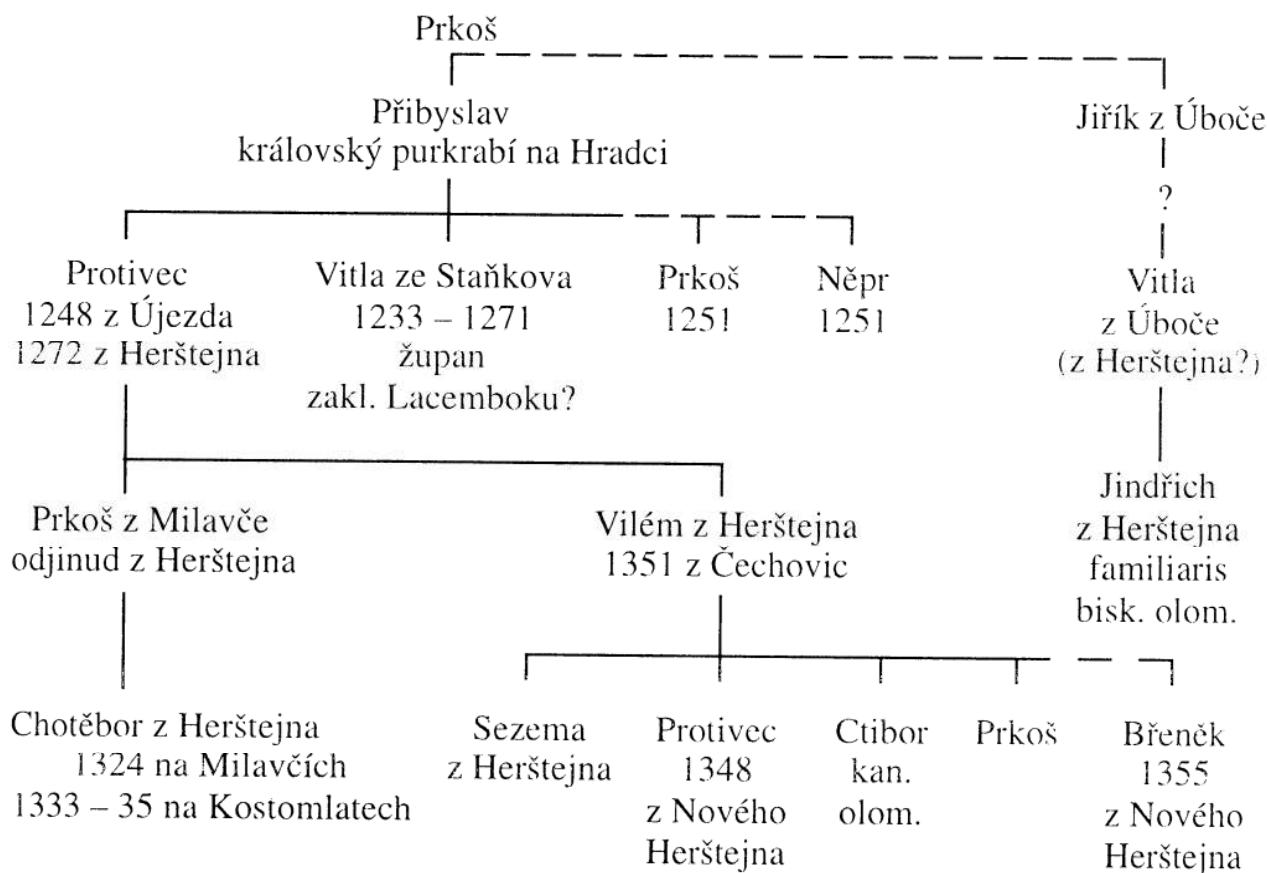 Prkoš
Přibyslav
královský purkrabí na Hradci
Jiřík z Úboče
?
Protivec
1248 z Újezda
1272 z Herštejna
Vitla ze Staňkova
1233 – 1271
župan
zakl. Lacemboku?
Prkoš
1251
Něpr
1251
Vitla
z Úboče
(z Herštejna?)
Prkoš z Milavče
odjinud z Herštejna
Vilém z Herštejna
1351 z Čechovic
Jindřich
z Herštejna
familiaris
bisk. olom.
Chotěbor z Herštejna
1324 na Milavčích
1333 – 35 na Kostomlatech
Sezema
z Herštejna
Protivec
1348
z Nového
Herštejna
Ctibor
kan.
olom.
Prkoš
Břeněk
1355
z Nového
Herštejna